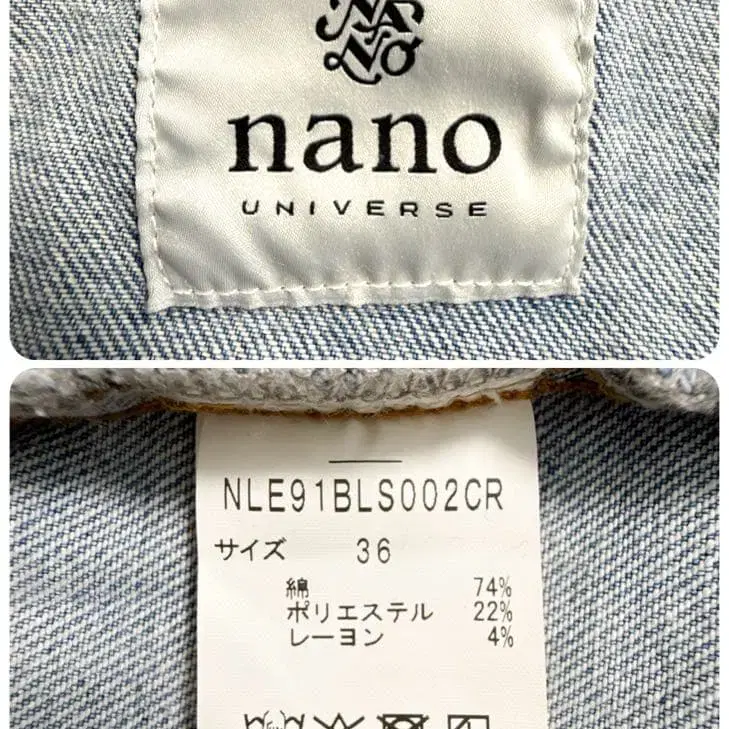 nano
UNIVERSE
NLE91BLS002CR
サイズ 36
綿 74%
ポリエステル 22%
レーヨン 4%